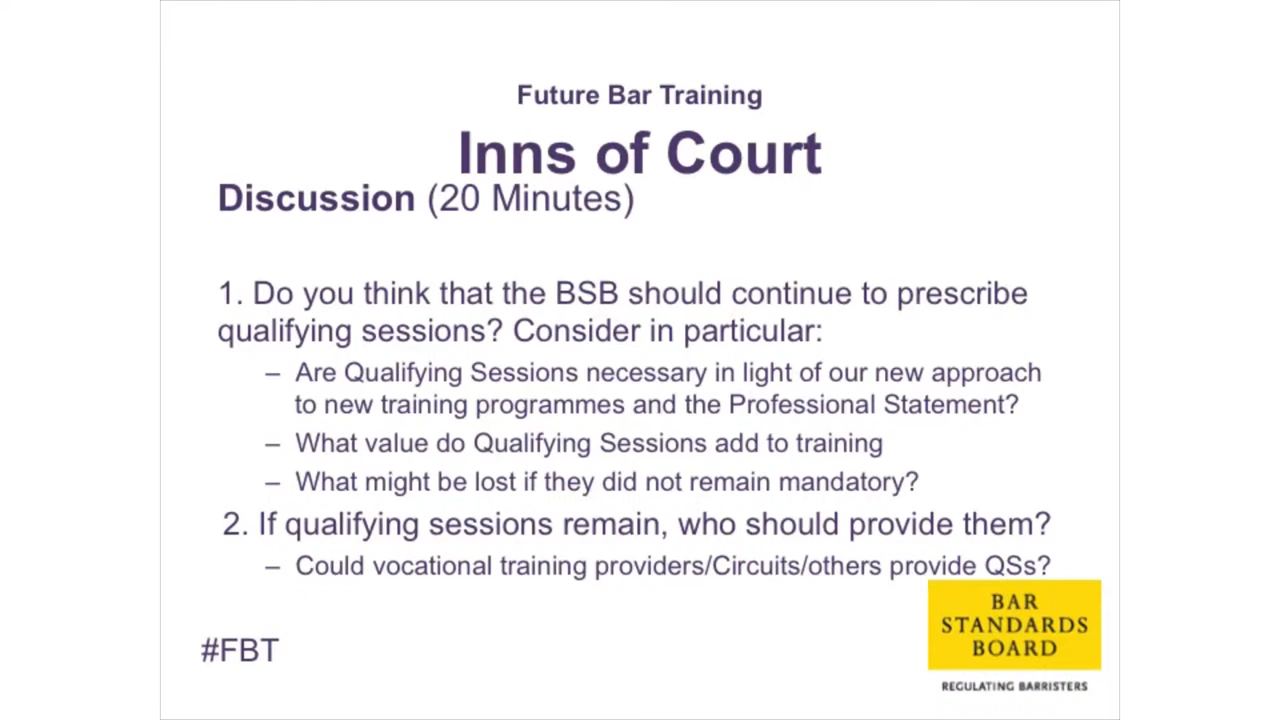 Future Bar Training
Inns of Court
Discussion (20 Minutes)
1. Do you think that the BSB should continue to prescribe
qualifying sessions? Consider in particular:
– Are Qualifying Sessions necessary in light of our new approach
to new training programmes and the Professional Statement?
– What value do Qualifying Sessions add to training
– What might be lost if they did not remain mandatory?
2. If qualifying sessions remain, who should provide them?
– Could vocational training providers/Circuits/others provide QSs?
#FBT
BAR
STANDARDS
BOARD
REGULATING BARRISTERS